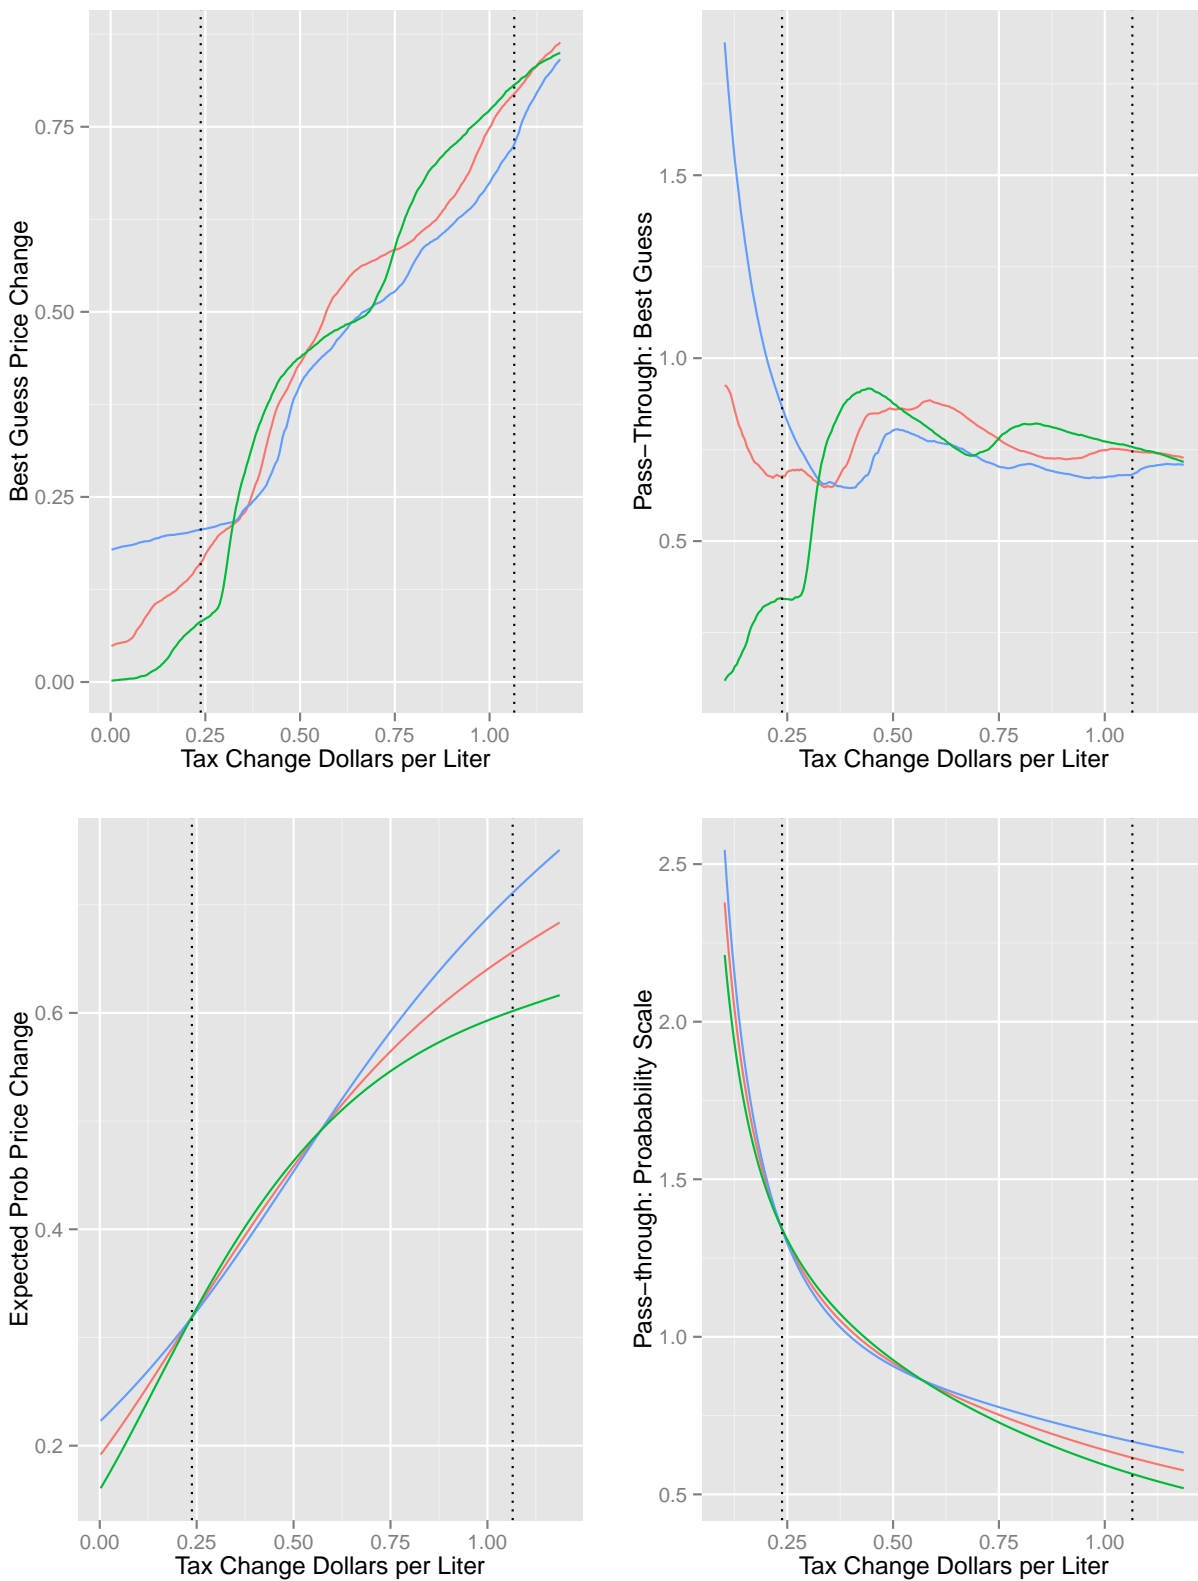 Best Guess Price Change
0.75
0.50
0.25
0.00
0.00 0.25 0.50 0.75 1.00
Tax Change Dollars per Liter
Pass−Through: Best Guess
1.5
1.0
0.5
0.25 0.50 0.75 1.00
Tax Change Dollars per Liter
Expected Prob Price Change
0.6
0.4
0.2
0.00 0.25 0.50 0.75 1.00
Tax Change Dollars per Liter
Pass−through: Proabability Scale
2.5
2.0
1.5
1.0
0.5
0.25 0.50 0.75 1.00
Tax Change Dollars per Liter